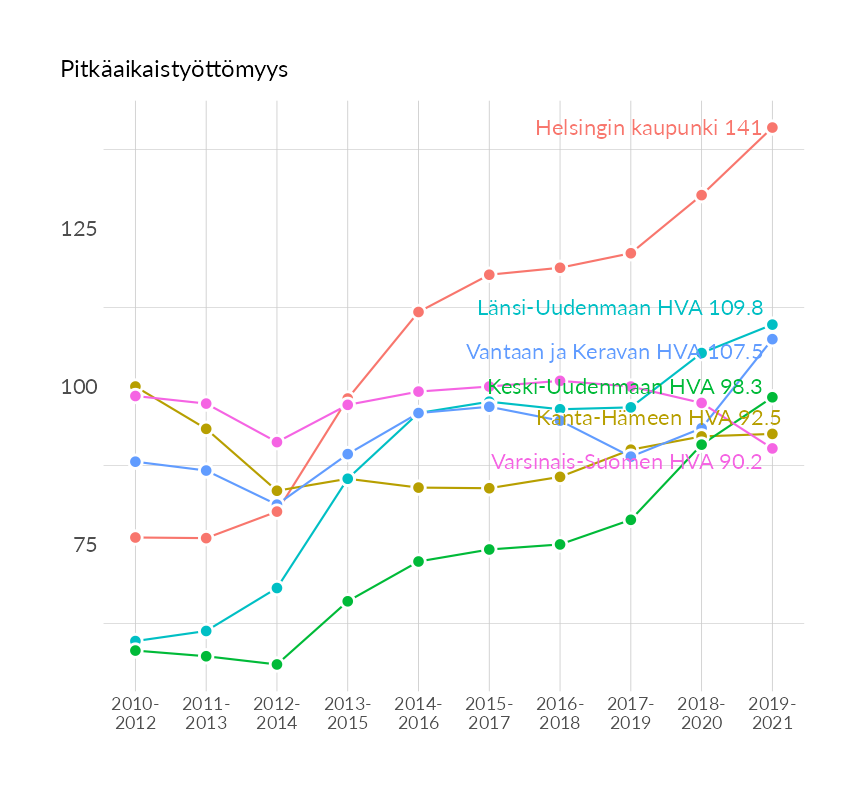 Pitkäaikaistyöttömyys
Helsingin kaupunki 141
125
Länsi-Uudenmaan HVA 109.8
Vantaan ja Keravan HVA 107.5
100
Keski-Uudenmaan HVA 98.3
Kanta-Hämeen HVA 92.5
Varsinais-Suomen HVA 90.2
75
2010- 2011- 2012- 2013- 2014- 2015- 2016- 2017- 2018- 2019-
2012 2013 2014 2015 2016 2017 2018 2019 2020 2021